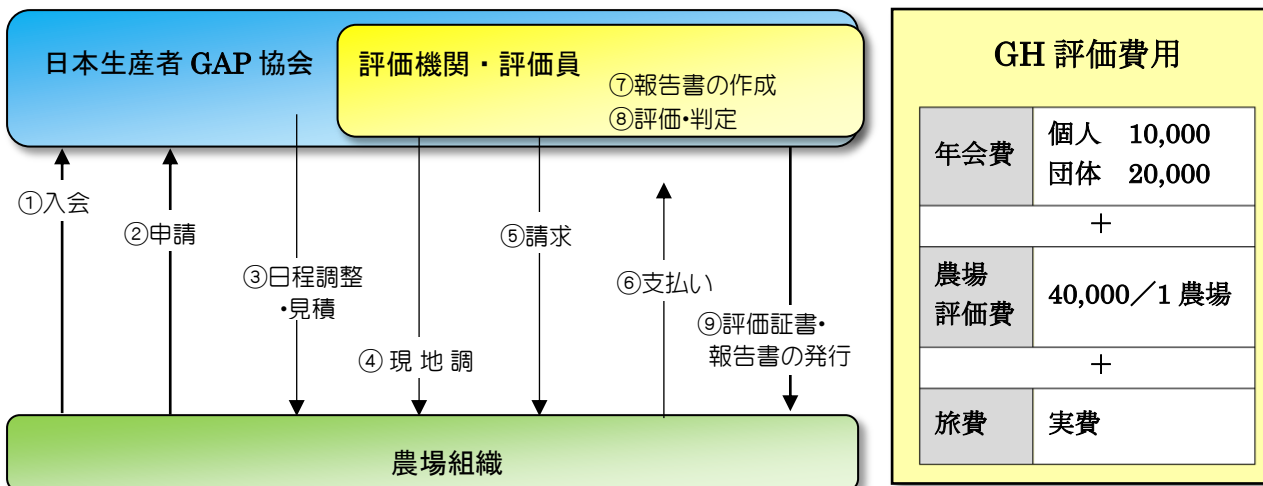 日本生産者 GAP 協会
評価機関・評価員
⑦報告書の作成
⑧評価・判定
①入会
②申請
③日程調整
・見積
④ 現 地 調
⑤請求
⑥支払い
⑨評価証書・
報告書の発行
農場組織
GH 評価費用
年会費
個人 10,000
団体 20,000
+
農場
評価費
40,000/1 農場
+
旅費
実費